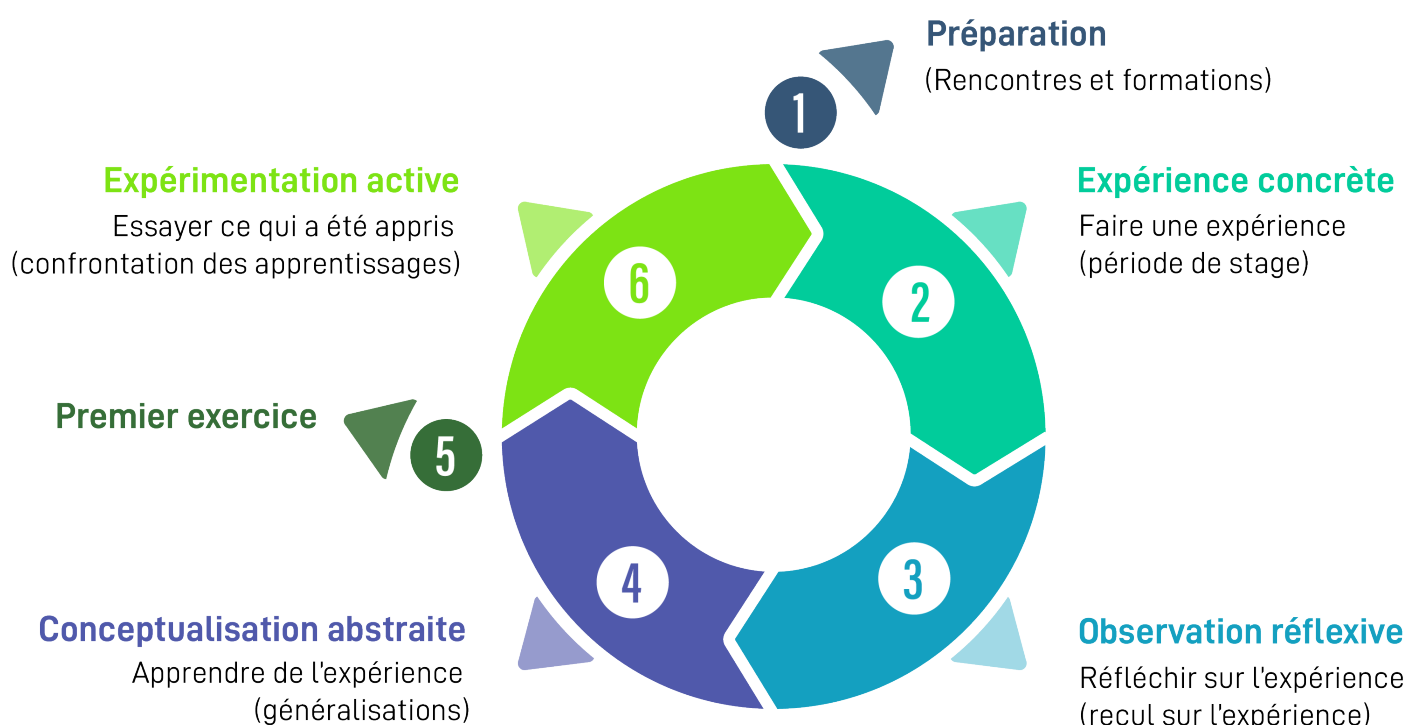 1
Préparation
(Rencontres et formations)
2
Expérience concrète
Faire une expérience
(période de stage)
3
Observation réflexive
Réfléchir sur l'expérience
(recul sur l'expérience)
4
Conceptualisation abstraite
Apprendre de l'expérience
(généralisations)
5
Premier exercice
6
Expérimentation active
Essayer ce qui a été appris
(confrontation des apprentissages)